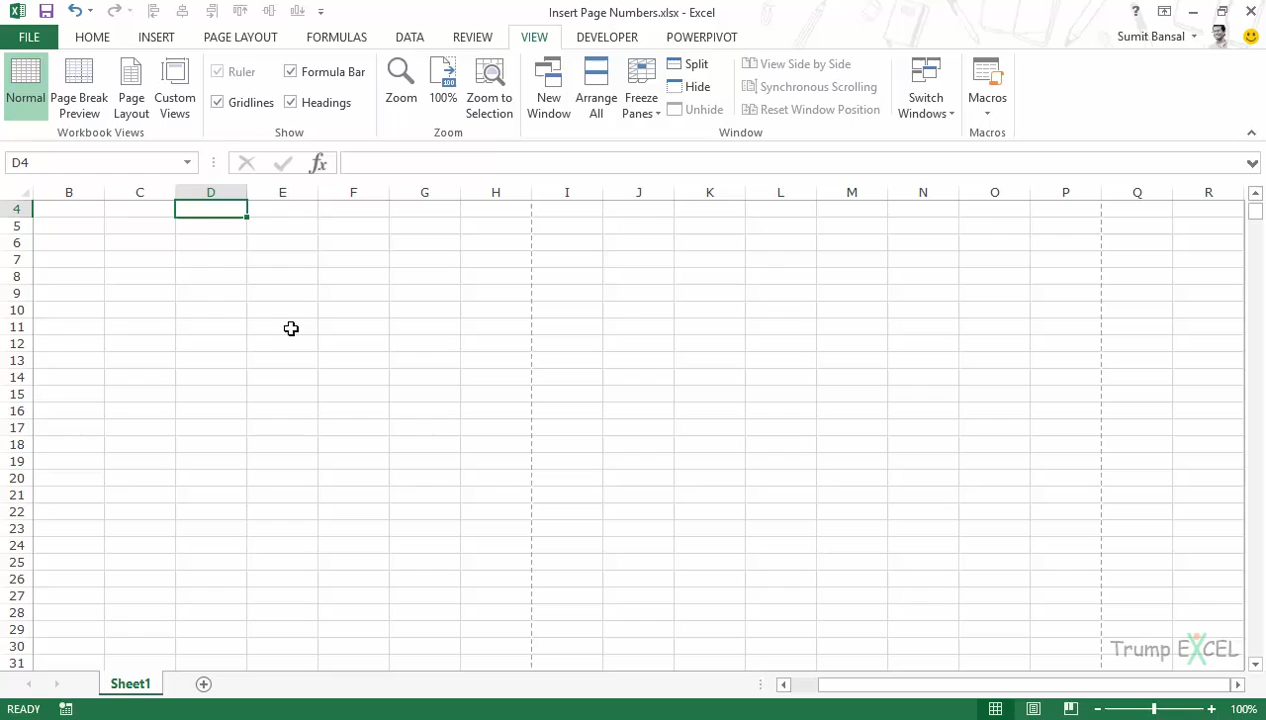 Insert Page Numbers.xlsx - Excel
?
FILE HOME INSERT PAGE LAYOUT FORMULAS DATA REVIEW VIEW DEVELOPER POWERPIVOT Sumit Bansal
Normal
Page Break
Preview
Page
Layout
Custom
Views
Workbook Views
Ruler
Formula Bar
Gridlines
Headings
Show
Zoom
100
100%
Zoom to
Selection
Zoom
New
Window
Arrange
All
Freeze
Panes
Split
Hide
Unhide
View Side by Side
Synchronous Scrolling
Reset Window Position
Window
Switch
Windows
Macros
Macros
D4
fx
B C D E F G H I J K L M N O P Q R
4
5
6
7
8
9
10
11
12
13
14
15
16
17
18
19
20
21
22
23
24
25
26
27
28
29
30
31
Trump EXCEL
Sheet1
READY
100%